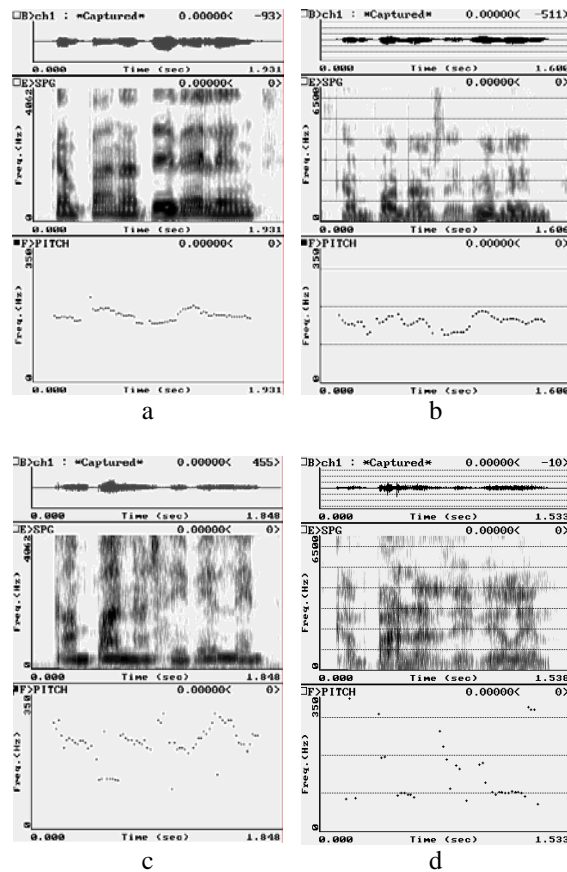 B>ch1 : *Captured* 0.00000< -93>
0.000 Time (sec) 1.931
E>SPG 0.00000< 0>
4062
Freq.(Hz)
0
0.000 Time (sec) 1.931
F>PITCH 0.00000< 0>
350
Freq.(Hz)
0
0.000 Time (sec) 1.931
a
B>ch1 : *Captured* 0.00000< -511>
0.000 Time (sec) 1.606
E>SPG 0.00000< 0>
6500
Freq.(Hz)
0
0.000 Time (sec) 1.606
F>PITCH 0.00000< 0>
350
Freq.(Hz)
0
0.000 Time (sec) 1.606
b
B>ch1 : *Captured* 0.00000< 455>
0.000 Time (sec) 1.848
E>SPG 0.00000< 0>
4062
Freq.(Hz)
0
0.000 Time (sec) 1.848
F>PITCH 0.00000< 0>
350
Freq.(Hz)
0
0.000 Time (sec) 1.848
c
B>ch1 : *Captured* 0.00000< -10>
0.000 Time (sec) 1.533
E>SPG 0.00000< 0>
6500
Freq.(Hz)
0
0.000 Time (sec) 1.538
F>PITCH 0.00000< 0>
350
Freq.(Hz)
0
0.000 Time (sec) 1.533
d